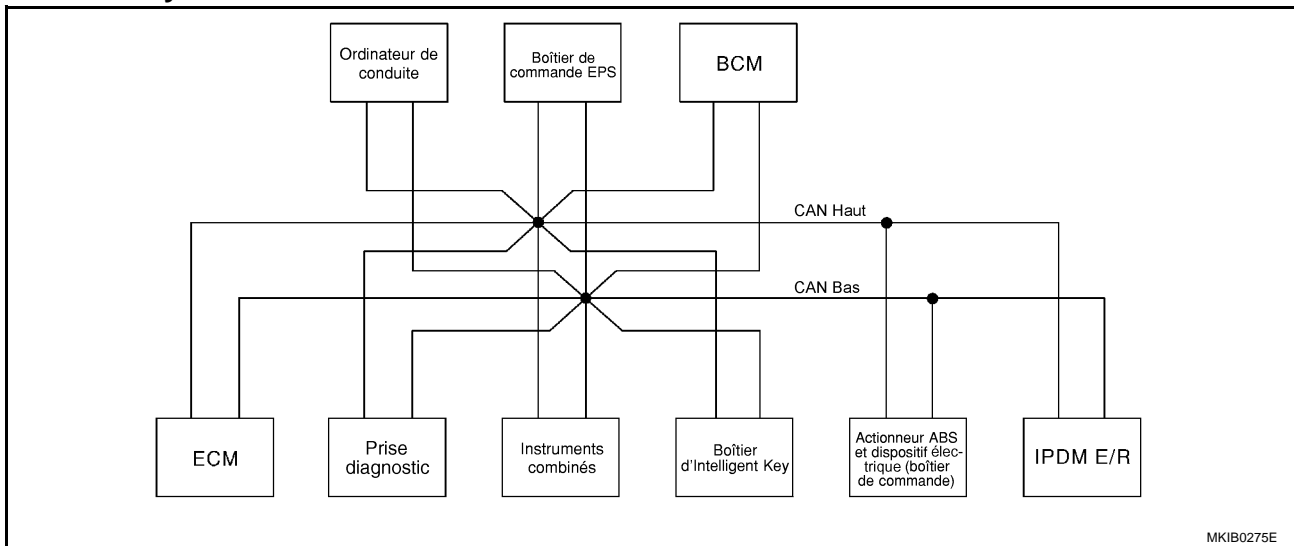 Ordinateur de
conduite
Boîtier de
commande EPS
BCM
CAN Haut
CAN Bas
ECM
Prise
diagnostic
Instruments
combinés
Boîtier
d'Intelligent Key
Actionneur ABS
et dispositif élec-
trique (boîtier
de commande)
IPDM E/R
MKIB0275E